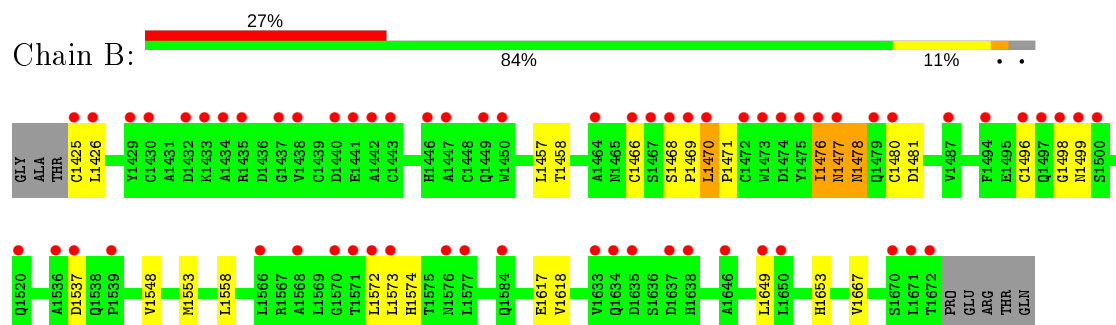 27%
Chain B:
84% 11% • •
GLY ALA THR C1425 L1426 Y1429 C1430 A1431 D1432 K1433 A1434 R1435 D1436 G1437 V1438 C1439 D1440 E1441 A1442 C1443 H1446 A1447 C1448 Q1449 W1450 L1457 T1458 A1464 N1465 C1466 S1467 S1468 P1469 L1470 P1471 C1472 W1473 D1474 Y1475 I1476 N1477 N1478 Q1479 C1480 D1481 V1487 F1494 E1495 C1496 Q1497 G1498 N1499 S1500
Q1520 A1536 D1537 Q1538 P1539 V1548 M1553 L1558 L1566 R1567 A1568 L1569 G1570 T1571 L1572 L1573 H1574 T1575 N1576 L1577 Q1584 E1617 V1618 V1633 Q1634 D1635 S1636 D1637 H1638 A1646 L1649 L1650 H1653 V1667 S1670 L1671 T1672 PRO GLU ARG THR GLN